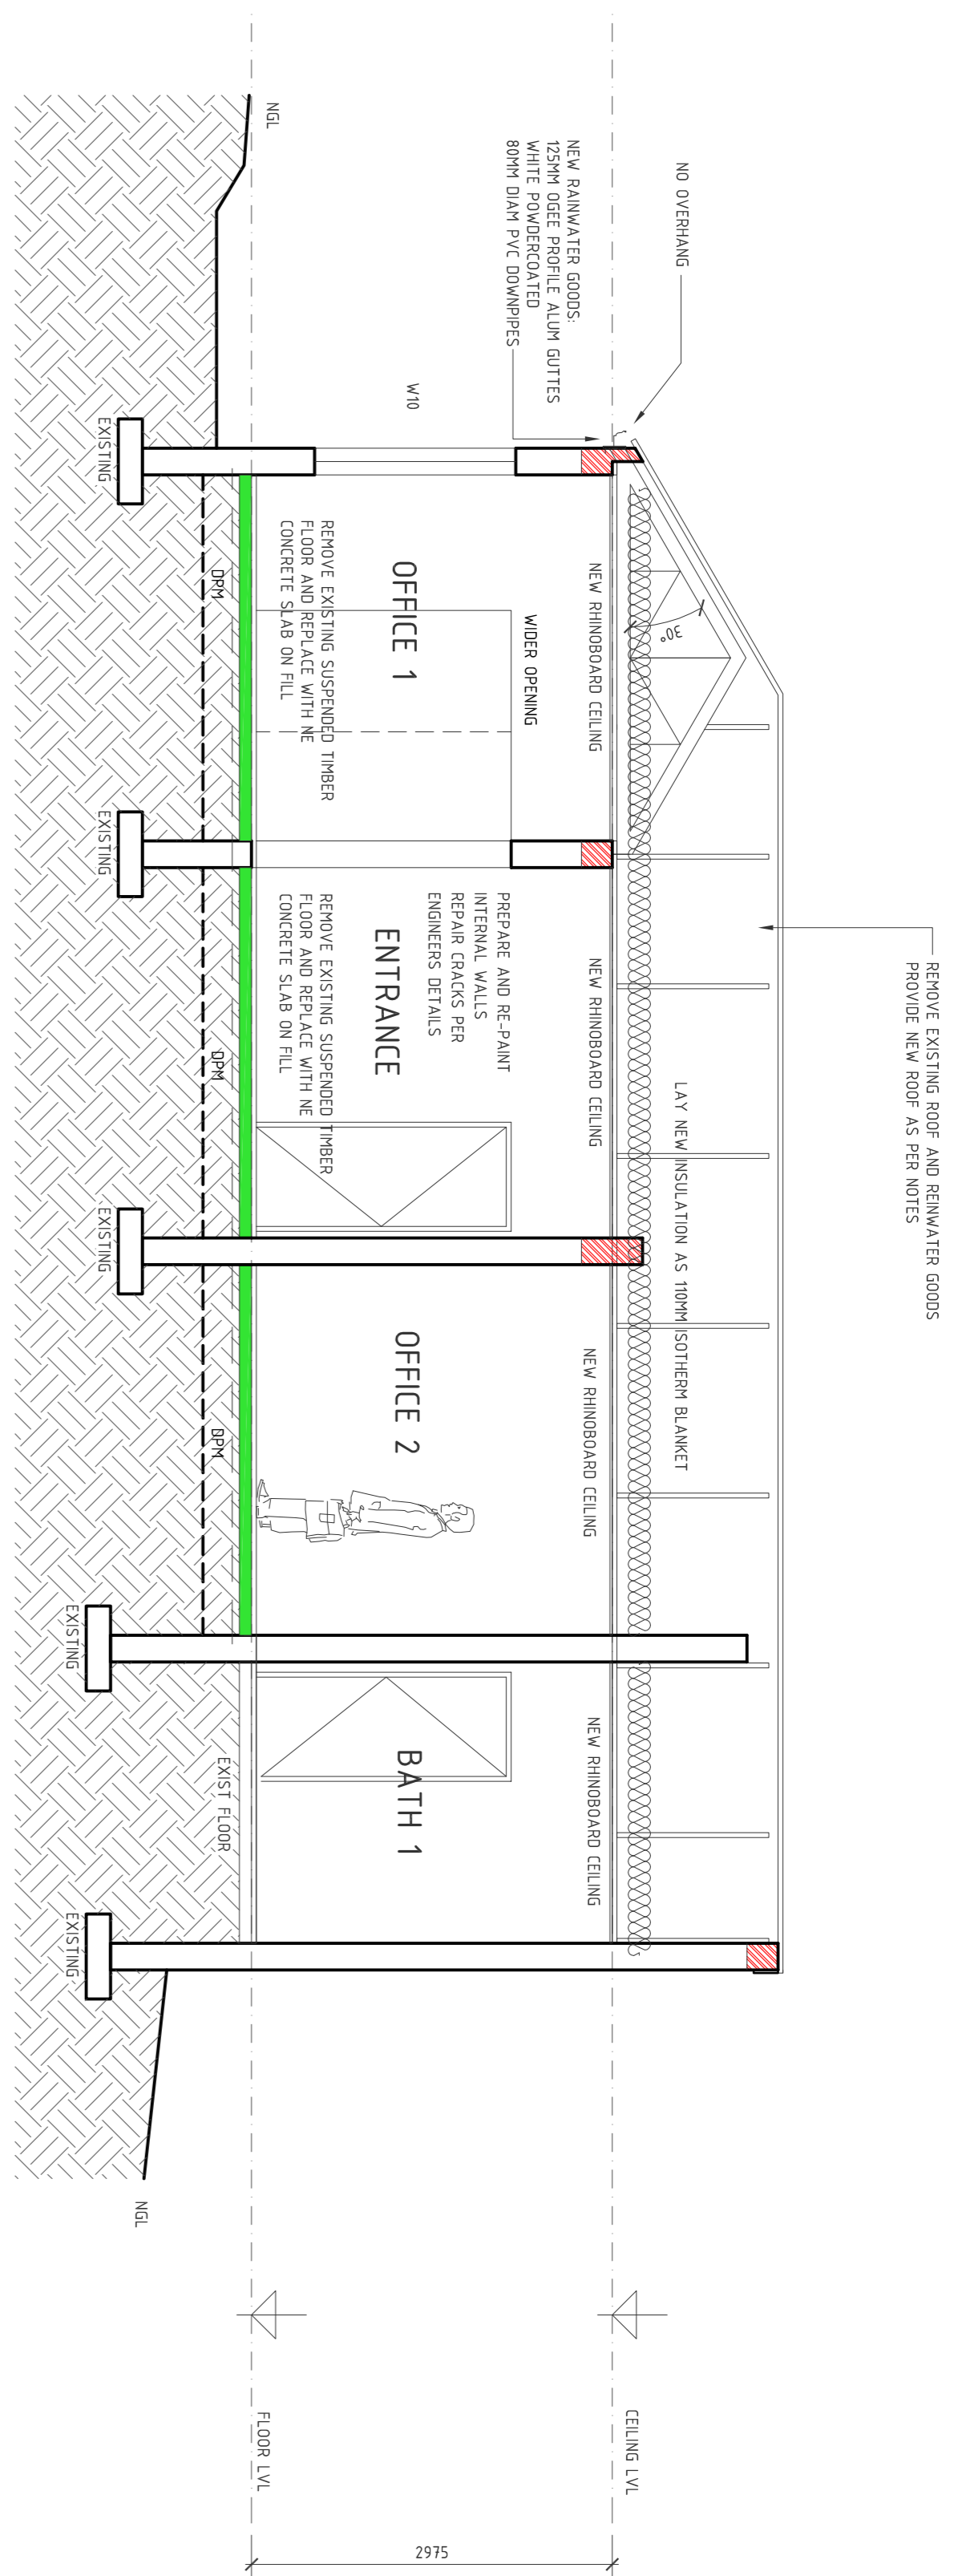 REMOVE EXISTING ROOF AND REINWATER GOODS
PROVIDE NEW ROOF AS PER NOTES
NO OVERHANG
LAY NEW INSULATION AS 110MM ISOTHERM BLANKET
30°
NEW RAINWATER GOODS:
125MM OGEE PROFILE ALUM GUTTES
WHITE POWDERCOATED
80MM DIAM PVC DOWNPIPES
CEILING LVL
NEW RHINOBOARD CEILING
NEW RHINOBOARD CEILING
NEW RHINOBOARD CEILING
NEW RHINOBOARD CEILING
WIDER OPENING
PREPARE AND RE-PAINT
INTERNAL WALLS
REPAIR CRACKS PER
ENGINEERS DETAILS
W10
OFFICE 1
ENTRANCE
OFFICE 2
BATH 1
2975
REMOVE EXISTING SUSPENDED TIMBER
FLOOR AND REPLACE WITH NE
CONCRETE SLAB ON FILL
REMOVE EXISTING SUSPENDED TIMBER
FLOOR AND REPLACE WITH NE
CONCRETE SLAB ON FILL
NGL
FLOOR LVL
DPM
DPM
DPM
EXIST FLOOR
NGL
EXISTING
EXISTING
EXISTING
EXISTING
EXISTING